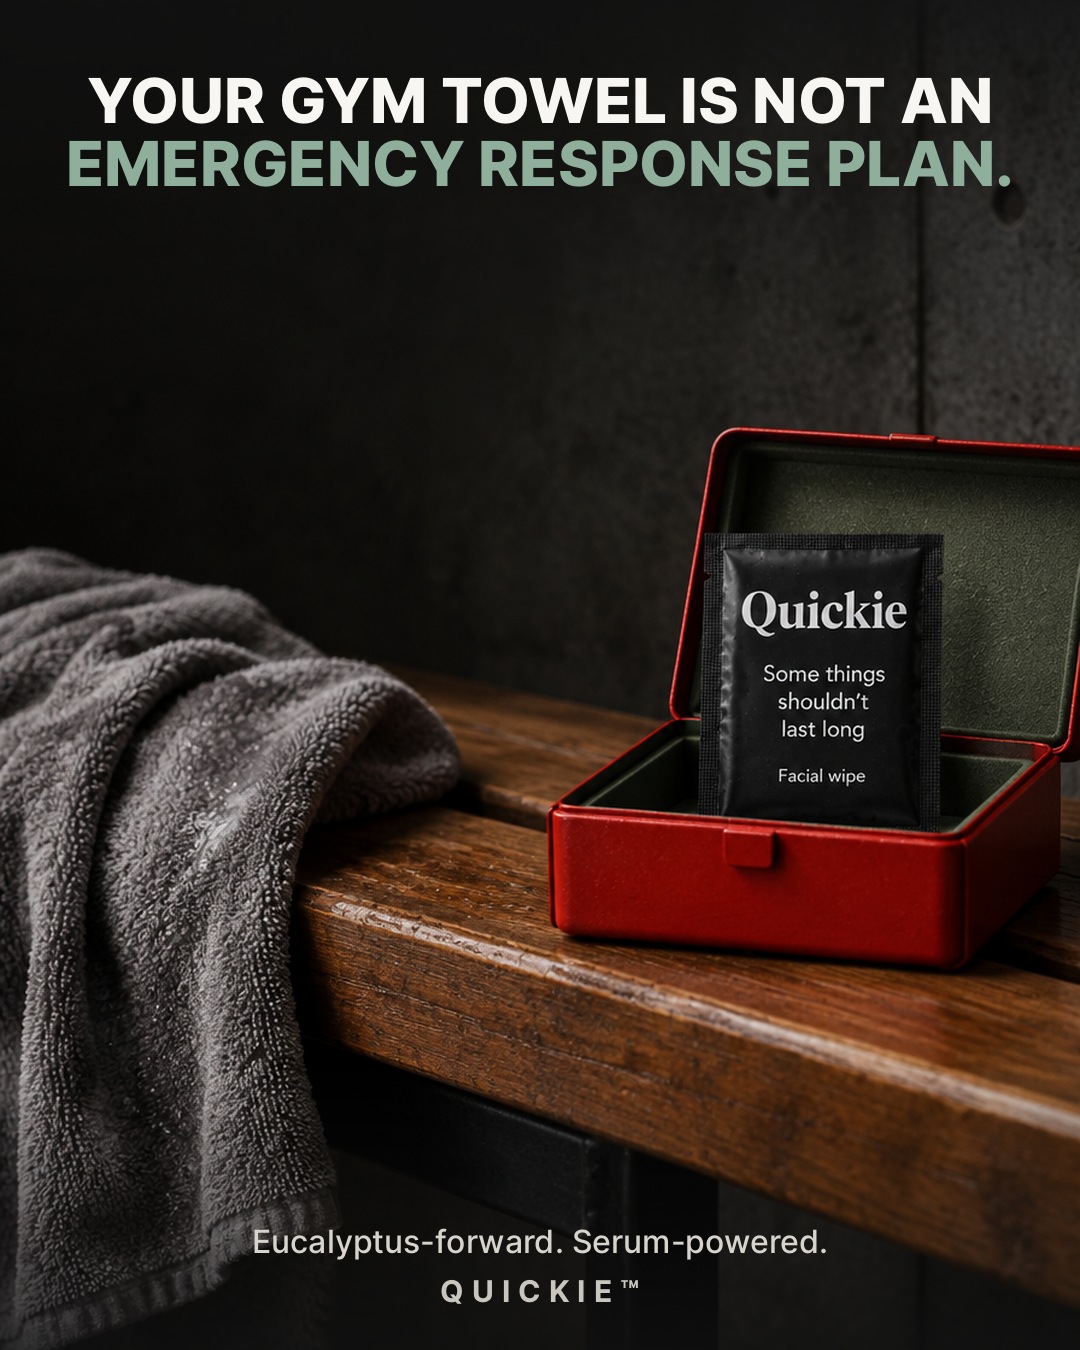 YOUR GYM TOWEL IS NOT AN
EMERGENCY RESPONSE PLAN.
Quickie
Some things
shouldn't
last long
Facial wipe
Eucalyptus-forward. Serum-powered.
QUICKIE™